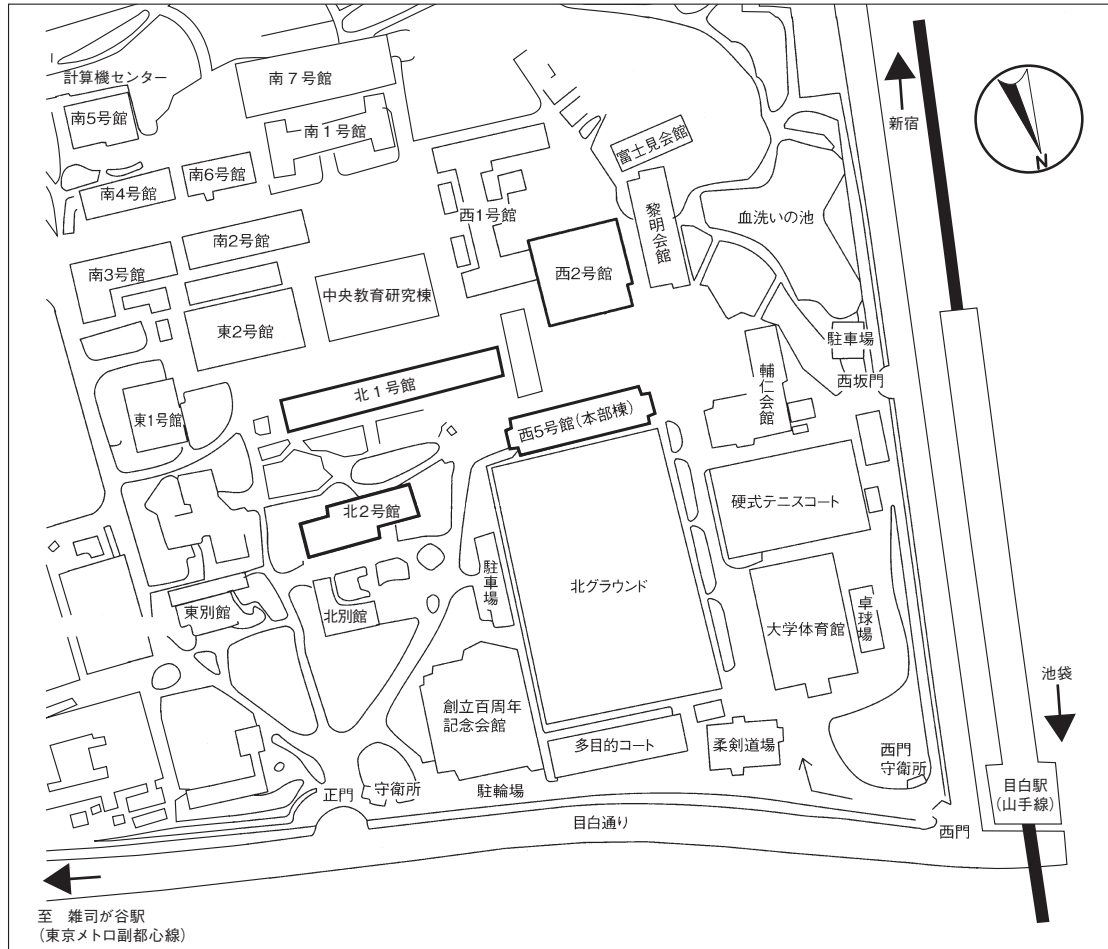 計算機センター
南7号館
南5号館
南1号館
新宿
N
富士見会館
南6号館
南4号館
西1号館
黎明会館
血洗いの池
南2号館
南3号館
西2号館
中央教育研究棟
東2号館
駐車場
西坂門
輔仁会館
北1号館
東1号館
西5号館(本部棟)
硬式テニスコート
北2号館
駐車場
北グラウンド
東別館
北別館
大学体育館
卓球場
池袋
創立百周年
記念会館
多目的コート
柔剣道場
西門
守衛所
正門
守衛所
駐輪場
目白駅
(山手線)
目白通り
西門
至 雑司が谷駅
(東京メトロ副都心線)